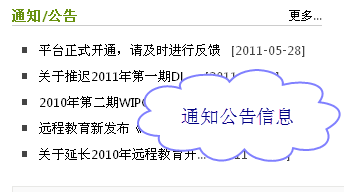 通知/公告 更多...
平台正式开通，请及时进行反馈 [2011-05-28]
关于推迟2011年第一期DL
2010年第二期WIPO
通知公告信息
远程教育新发布
关于延长2010年远程教育开...